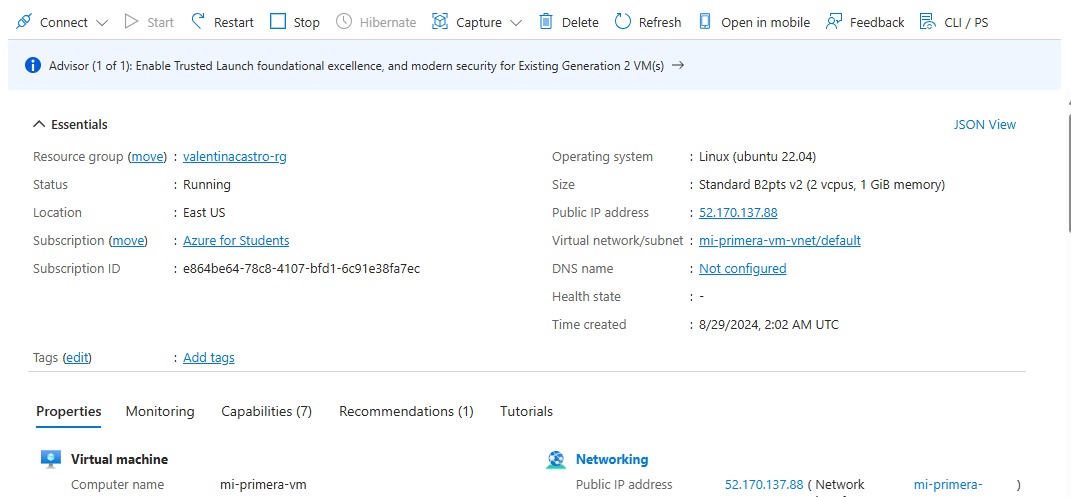 Connect Start Restart Stop Hibernate Capture Delete Refresh Open in mobile Feedback CLI / PS
Advisor (1 of 1): Enable Trusted Launch foundational excellence, and modern security for Existing Generation 2 VM(s) →
Essentials JSON View
Resource group (move) : valentinacastro-rg Operating system : Linux (ubuntu 22.04)
Status : Running Size : Standard B2pts v2 (2 vcpus, 1 GiB memory)
Location : East US Public IP address : 52.170.137.88
Subscription (move) : Azure for Students Virtual network/subnet : mi-primera-vm-vnet/default
Subscription ID : e864be64-78c8-4107-bfd1-6c91e38fa7ec DNS name : Not configured
Health state : -
Time created : 8/29/2024, 2:02 AM UTC
Tags (edit) : Add tags
Properties Monitoring Capabilities (7) Recommendations (1) Tutorials
Virtual machine Networking
Computer name mi-primera-vm Public IP address 52.170.137.88 ( Network mi-primera- )